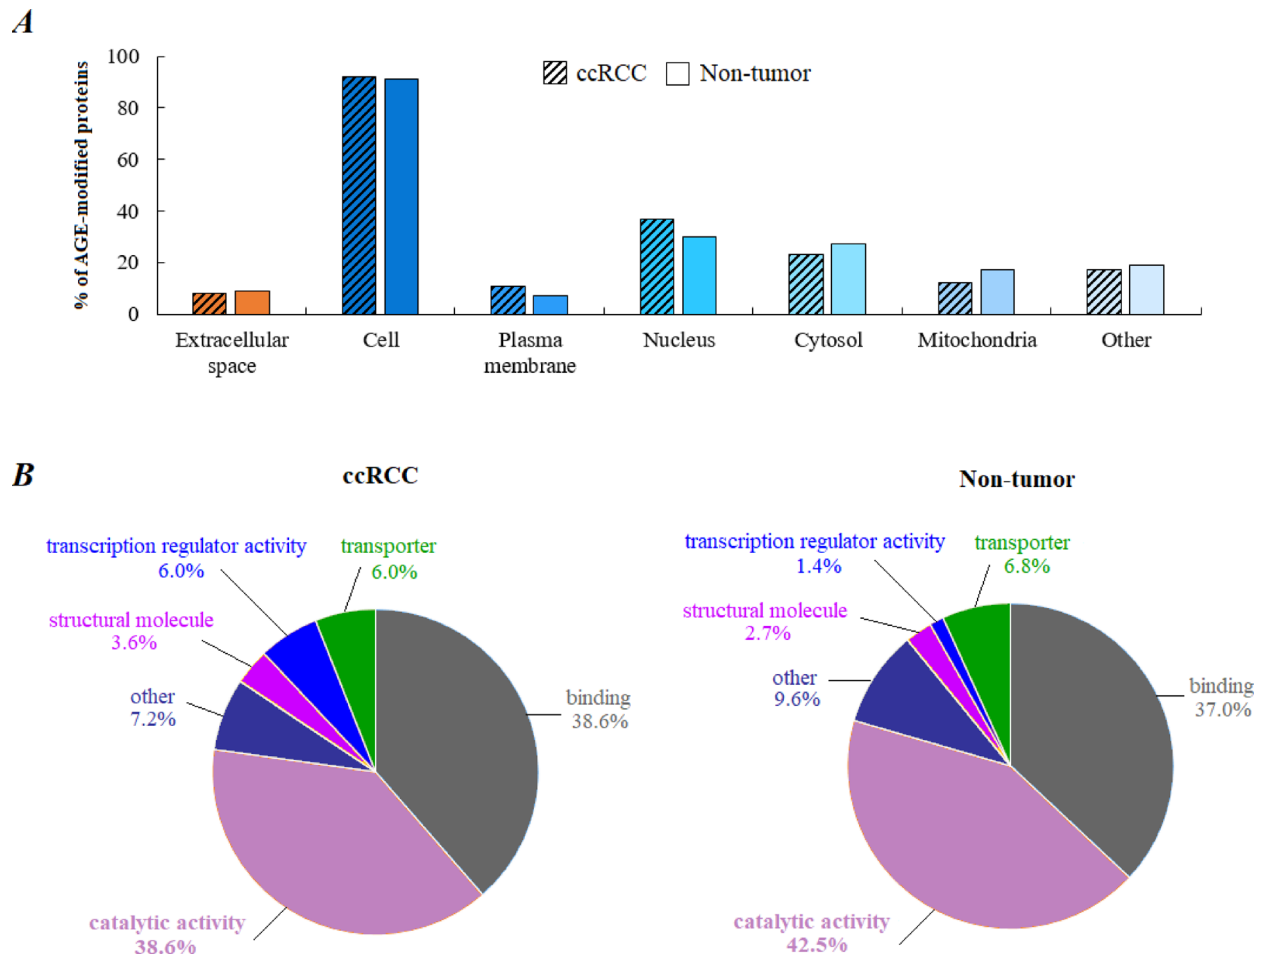 A
% of AGE-modified proteins
100
80
60
40
20
0
ccRCC
Non-tumor
Extracellular
space
Cell
Plasma
membrane
Nucleus
Cytosol
Mitochondria
Other
B
ccRCC
transcription regulator activity
6.0%
transporter
6.0%
structural molecule
3.6%
other
7.2%
binding
38.6%
catalytic activity
38.6%
Non-tumor
transcription regulator activity
1.4%
transporter
6.8%
structural molecule
2.7%
other
9.6%
binding
37.0%
catalytic activity
42.5%